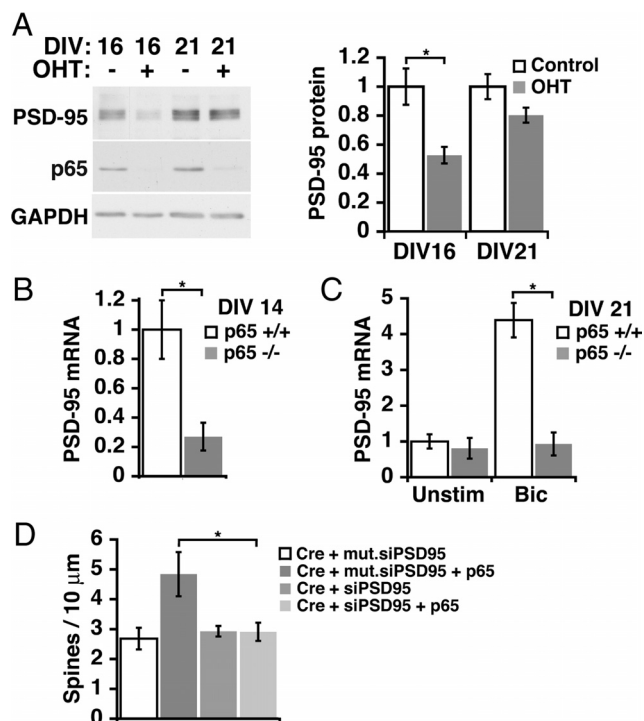 A
DIV: 16 16 21 21
OHT: - + - +
PSD-95
p65
GAPDH
PSD-95 protein
1.2
1
0.8
0.6
0.4
0.2
0
*
Control
OHT
DIV16 DIV21
B
PSD-95 mRNA
1.2
1
0.8
0.6
0.4
0.2
0
*
DIV 14
p65 +/+
p65 -/-
C
PSD-95 mRNA
5
4
3
2
1
0
*
DIV 21
p65 +/+
p65 -/-
Unstim Bic
D
Spines / 10 µm
6
5
4
3
2
1
0
*
Cre + mut.siPSD95
Cre + mut.siPSD95 + p65
Cre + siPSD95
Cre + siPSD95 + p65